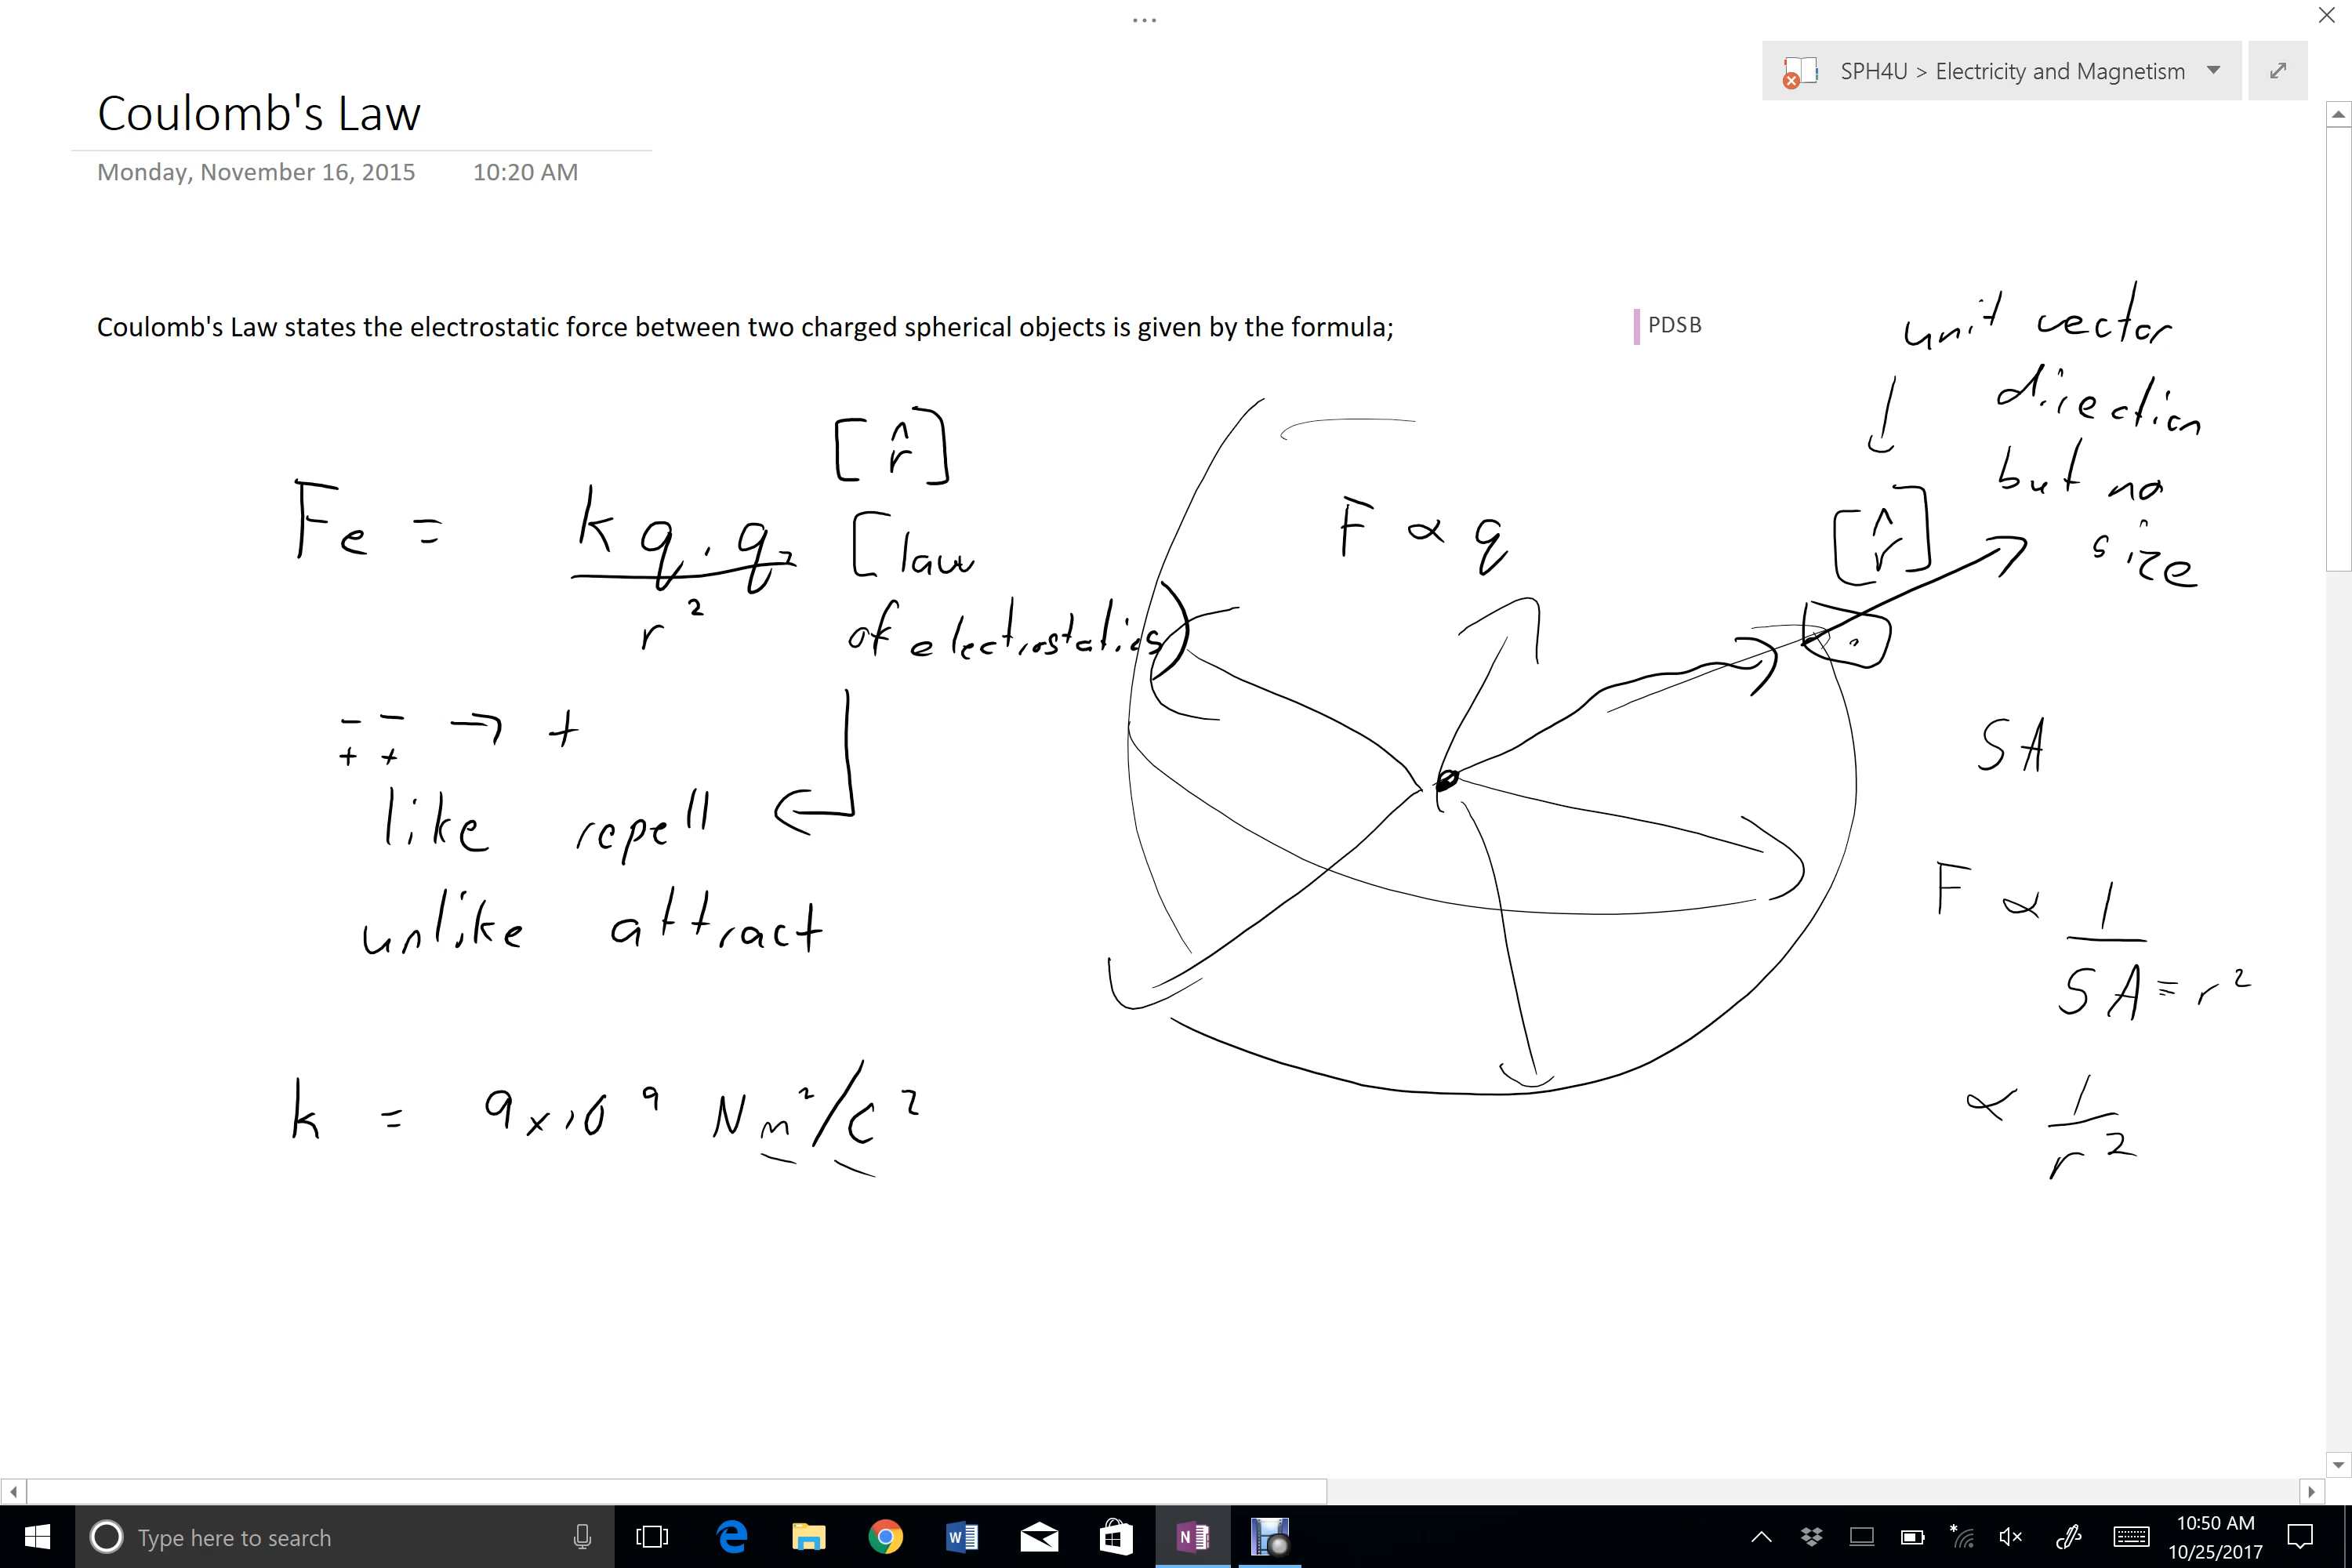 SPH4U > Electricity and Magnetism
Coulomb's Law
Monday, November 16, 2015 10:20 AM
Coulomb's Law states the electrostatic force between two charged spherical objects is given by the formula;
PDSB
unit vector
direction
but no
size
[r̂]
Fe = k q₁ q₂ / r²
[law
of electrostatics]
F ∝ q
[r̂]
-- → +
++
like repell
unlike attract
SA
F ∝ 1 / SA = r²
∝ 1 / r²
k = 9x10⁹ Nm²/C²
Type here to search
10:50 AM
10/25/2017